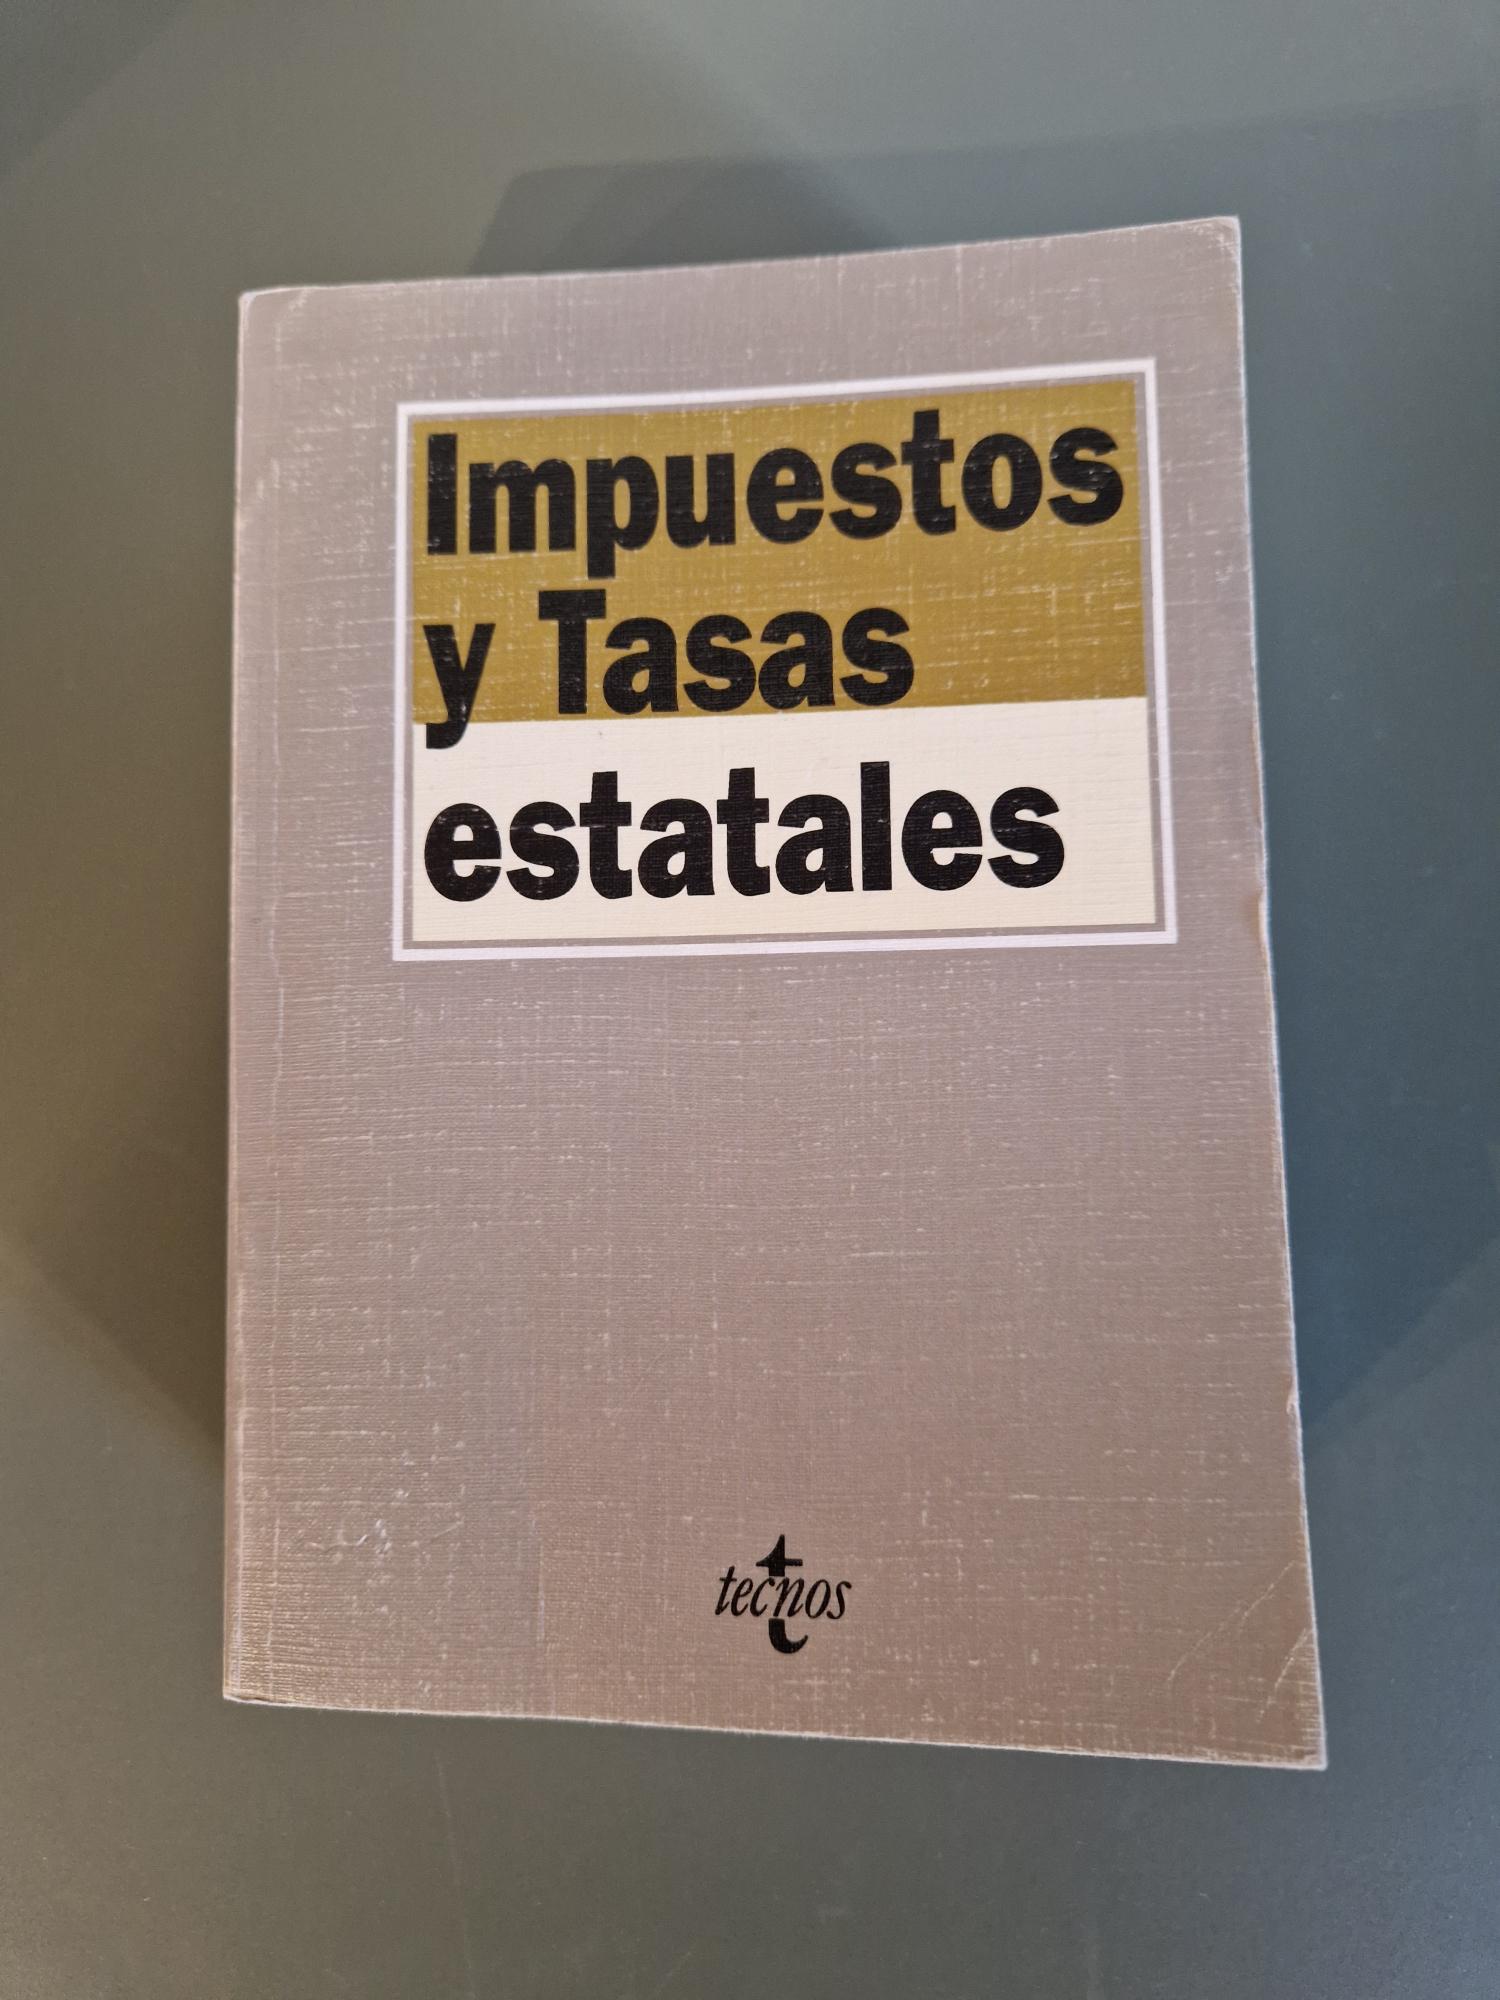 Impuestos
y Tasas
estatales
tecnos